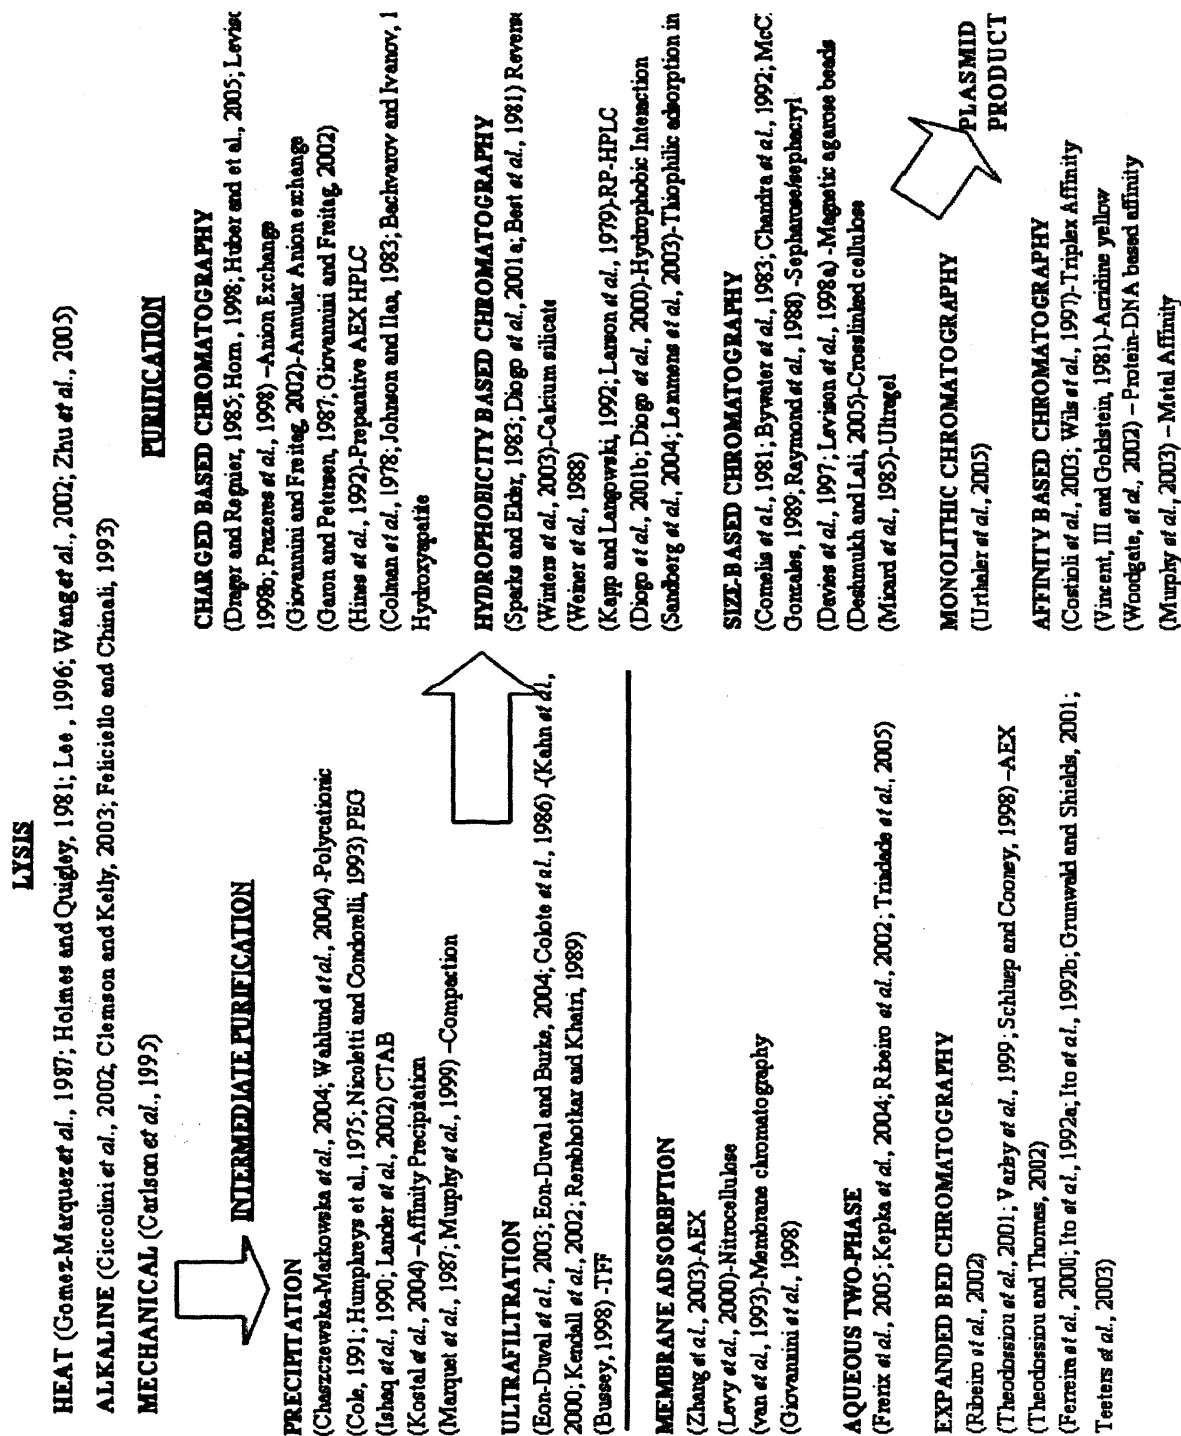 LYSIS
HEAT (Gomez-Marquez et al., 1987; Holmes and Quigley, 1981; Lee , 1996; Wang et al., 2002; Zhu et al., 2005)
ALKALINE (Ciccolini et al., 2002, Clemson and Kelly, 2003; Feliciello and Chinali, 1993)
MECHANICAL (Carlson et al., 1995)
INTERMEDIATE PURIFICATION
PRECIPITATION
(Chaszczewska-Markowska et al., 2004; Wahlund et al., 2004) -Polycationic
(Cole, 1991; Humphreys et al., 1975; Nicoletti and Condorelli, 1993) PEG
(Ishaq et al., 1990; Lander et al., 2002) CTAB
(Kostal et al., 2004) –Affinity Precipitation
(Marquet et al., 1987; Murphy et al., 1999) –Compaction
ULTRAFILTRATION
(Eon-Duval et al., 2003; Eon-Duval and Burke, 2004; Colote et al., 1986) -(Kahn et al.,
2000; Kendall et al., 2002; Rembhotkar and Khatri, 1989)
(Bussey, 1998) -TFF
MEMBRANE ADSORBPTION
(Zhang et al., 2003)-AEX
(Levy et al., 2000)-Nitrocellulose
(van et al., 1993)-Membrane chromatography
(Giovannini et al., 1998)
AQUEOUS TWO-PHASE
(Frerix et al., 2005; Kepka et al., 2004; Ribeiro et al., 2002; Trindade et al., 2005)
EXPANDED BED CHROMATOGRAPHY
(Ribeiro et al., 2002)
(Theodossiou et al., 2001; Varley et al., 1999; Schluep and Cooney, 1998) –AEX
(Theodossiou and Thomas, 2002)
(Ferreira et al., 2000; Ito et al., 1992a; Ito et al., 1992b; Grunwald and Shields, 2001;
Teeters et al., 2003)
PURIFICATION
CHARGED BASED CHROMATOGRAPHY
(Drager and Regnier, 1985; Horn , 1998; Huber and et al., 2005; Leviso
1998b; Prazeres et al., 1998) –Anion Exchange
(Giovannini and Freitag, 2002)-Annular Anion exchange
(Garon and Petersen, 1987; Giovannini and Freitag, 2002)
(Hines et al., 1992)-Preparative AEX HPLC
(Colman et al., 1978; Johnson and Ilan, 1983; Bachvarov and Ivanov, 1
Hydroxyapatite
HYDROPHOBICITY BASED CHROMATOGRAPHY
(Sparks and Elder, 1983; Diogo et al., 2001a; Best et al., 1981) Reverse
(Winters et al., 2003)-Calcium silicate
(Weiner et al., 1988)
(Kapp and Langowski, 1992; Larson et al., 1979)-RP-HPLC
(Diogo et al., 2001b; Diogo et al., 2000)-Hydrophobic Interaction
(Sandberg et al., 2004; Lemmens et al., 2003)-Thiophilic adsorption in
SIZE-BASED CHROMATOGRAPHY
(Cornelis et al., 1981; Bywater et al., 1983; Chandra et al., 1992; McC
Gonzales, 1989; Raymond et al., 1988) -Sepharose/sephacryl
(Davies et al., 1997; Levison et al., 1998a) -Magnetic agarose beads
(Deshmukh and Lali, 2005)-Crosslinked cellulose
(Micard et al., 1985)-Ultragel
MONOLITHIC CHROMATOGRAPHY
(Urthaler et al., 2005)
AFFINITY BASED CHROMATOGRAPHY
(Costioli et al., 2003; Wils et al., 1997)-Triplex Affinity
(Vincent, III and Goldstein, 1981)-Acridine yellow
(Woodgate, et al., 2002) – Protein-DNA based affinity
(Murphy et al., 2003) – Metal Affinity
PLASMID
PRODUCT